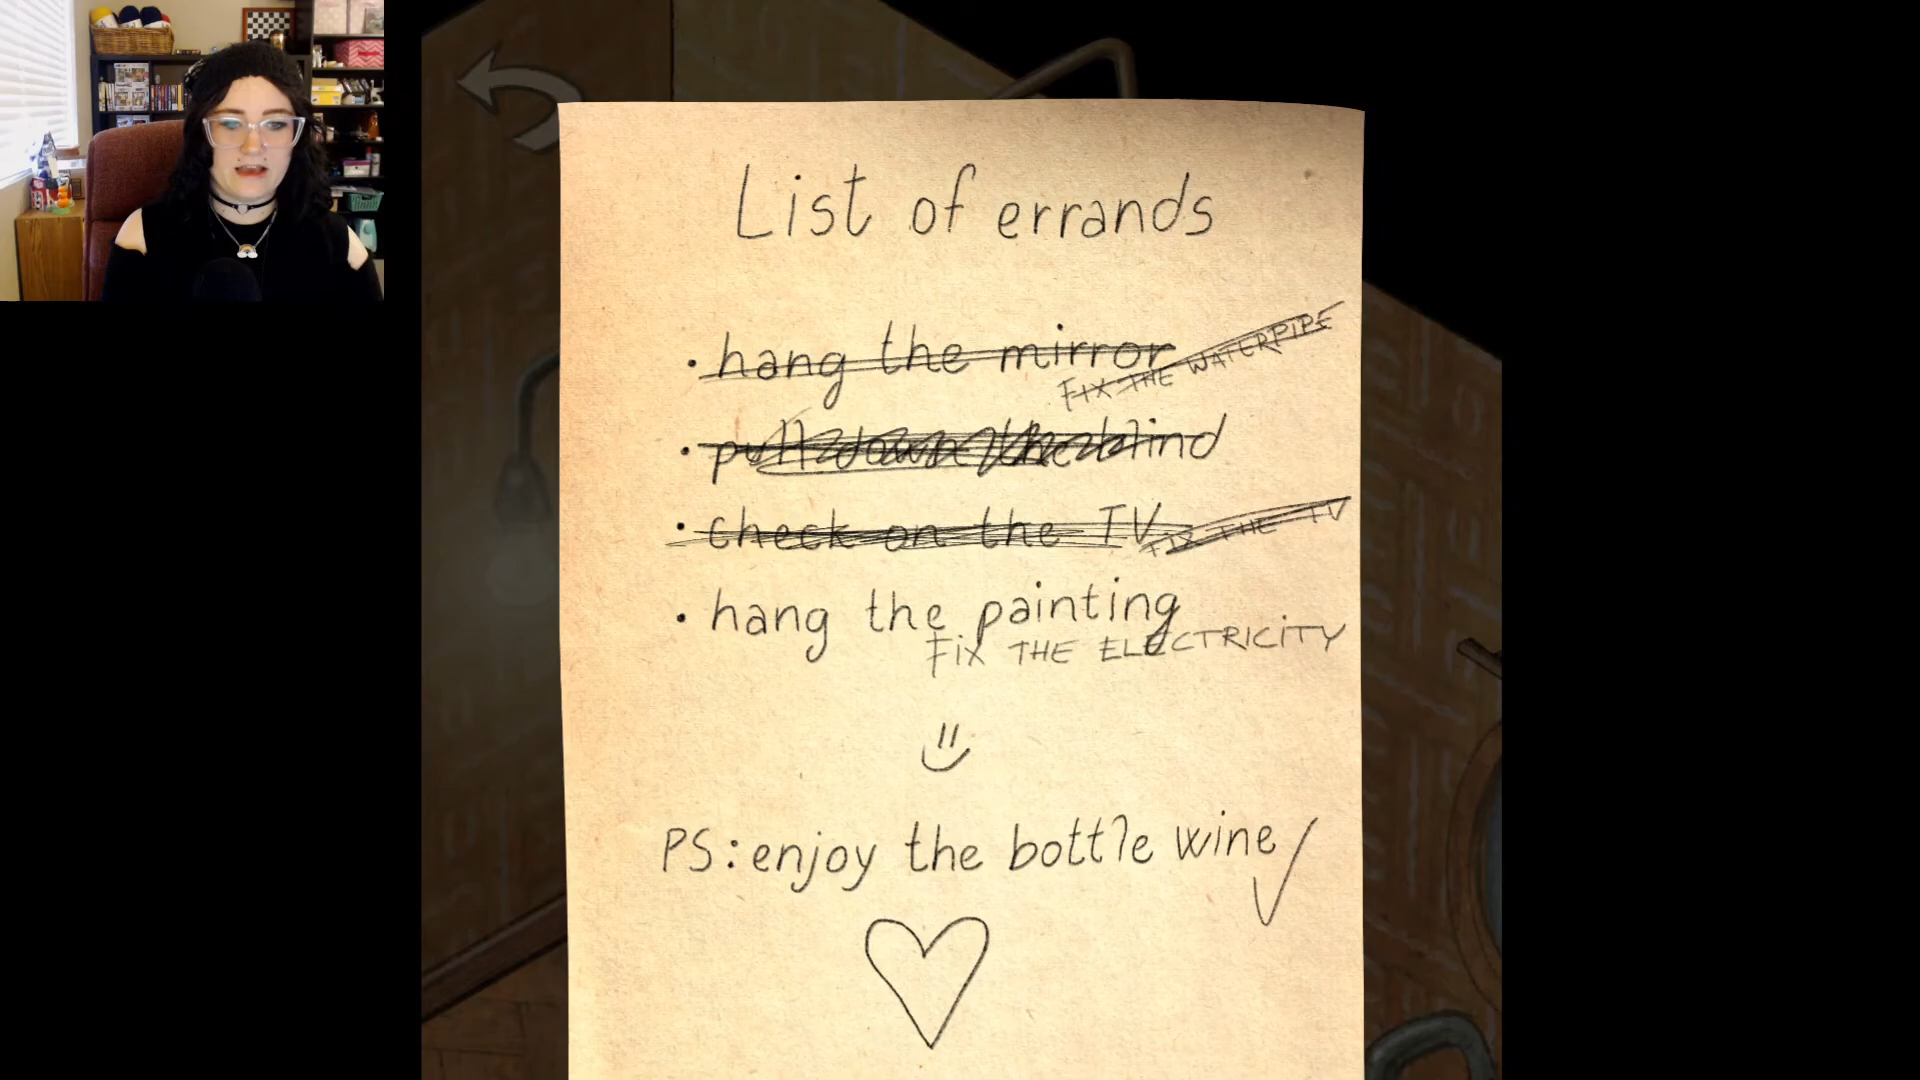 List of errands
• hang the mirror
FIX THE WATERPIPE
• pull down the blind
• check on the TV
FIX THE TV
• hang the painting
FIX THE ELECTRICITY
PS: enjoy the bottle wine